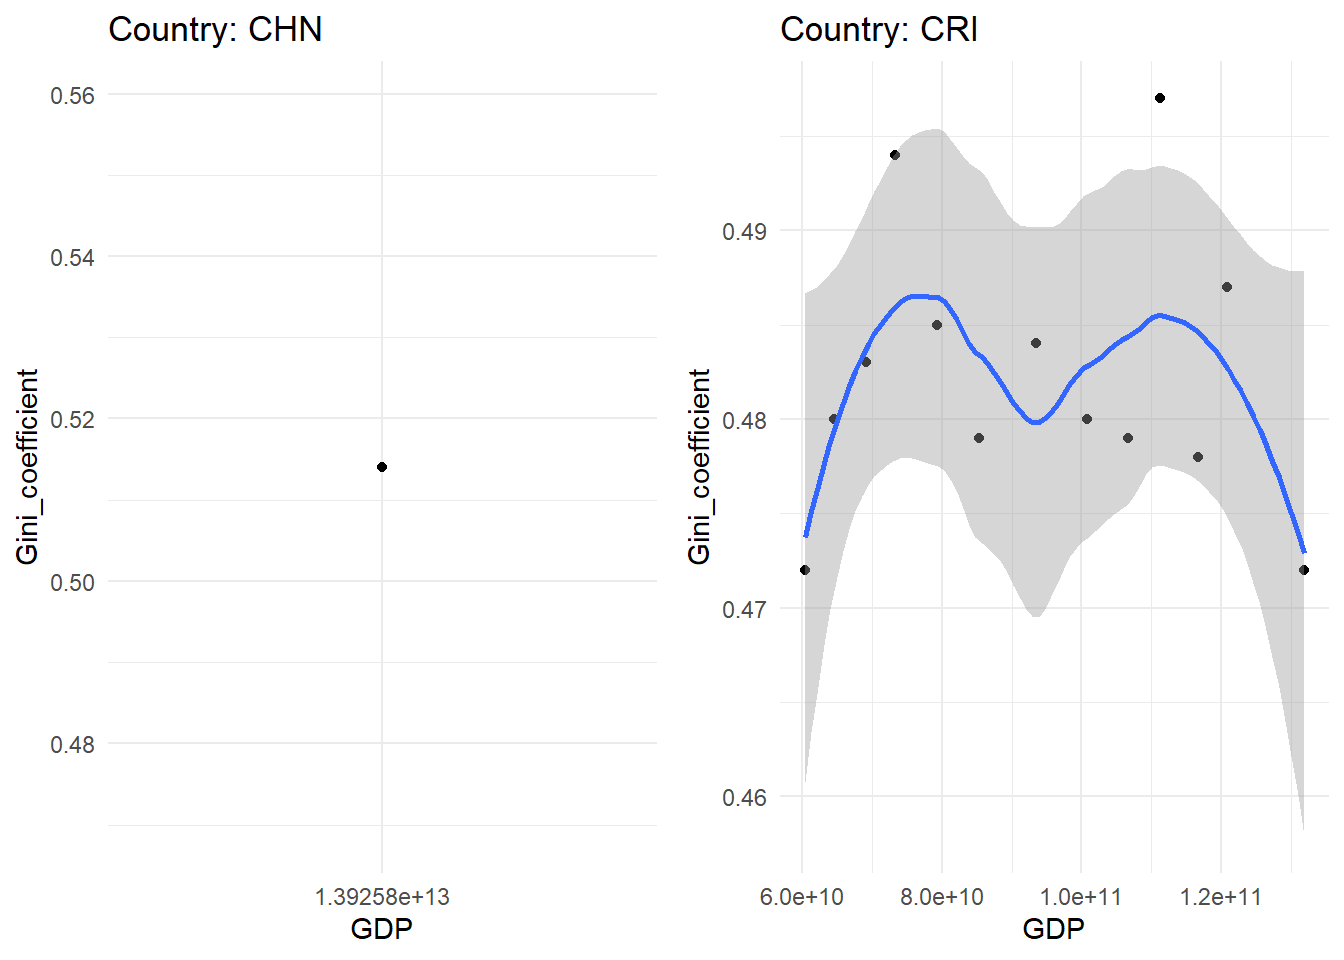 Country: CHN
Gini_coefficient
0.56
0.54
0.52
0.50
0.48
1.39258e+13
GDP
Country: CRI
Gini_coefficient
0.49
0.48
0.47
0.46
6.0e+10 8.0e+10 1.0e+11 1.2e+11
GDP